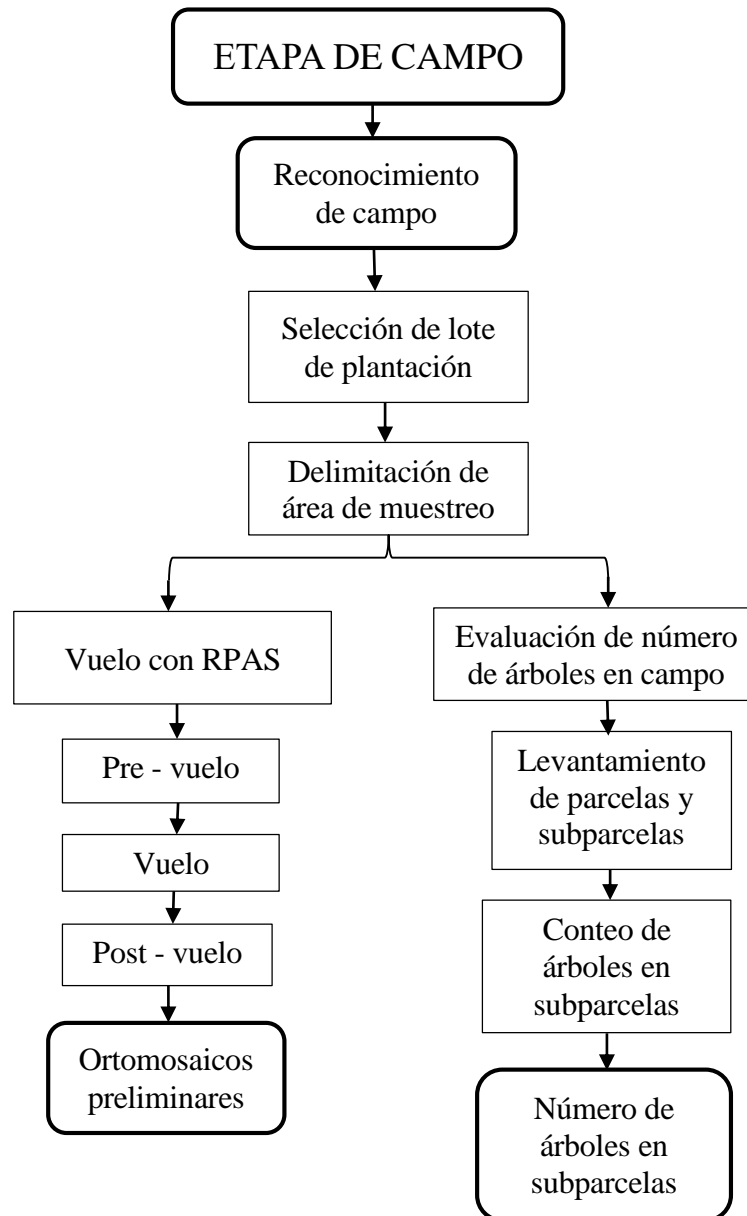 ETAPA DE CAMPO
Reconocimiento
de campo
Selección de lote
de plantación
Delimitación de
área de muestreo
Vuelo con RPAS
Pre - vuelo
Vuelo
Post - vuelo
Ortomosaicos
preliminares
Evaluación de número
de árboles en campo
Levantamiento
de parcelas y
subparcelas
Conteo de
árboles en
subparcelas
Número de
árboles en
subparcelas